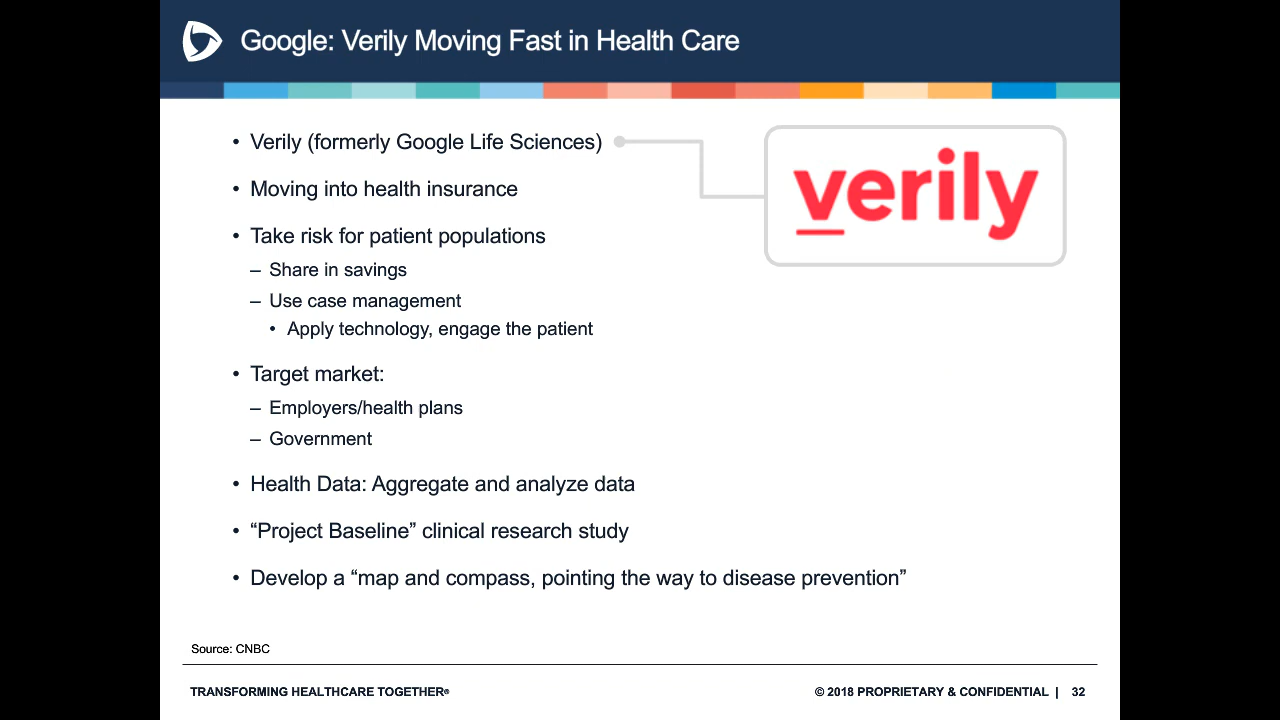 Google: Verily Moving Fast in Health Care
• Verily (formerly Google Life Sciences)
verily
• Moving into health insurance
• Take risk for patient populations
– Share in savings
– Use case management
• Apply technology, engage the patient
• Target market:
– Employers/health plans
– Government
• Health Data: Aggregate and analyze data
• “Project Baseline” clinical research study
• Develop a “map and compass, pointing the way to disease prevention”
Source: CNBC
TRANSFORMING HEALTHCARE TOGETHER®
© 2018 PROPRIETARY & CONFIDENTIAL | 32